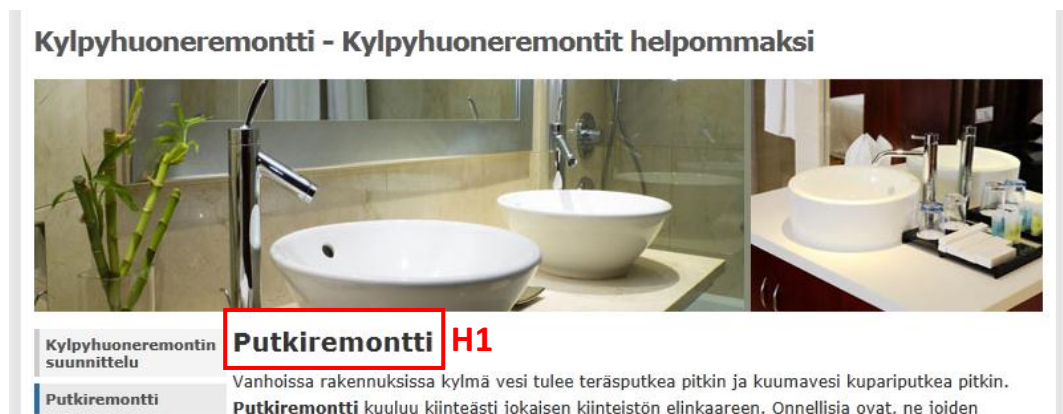 Kylpyhuoneremontti - Kylpyhuoneremontit helpommaksi
Kylpyhuoneremontin
suunnittelu
Putkiremontti
Putkiremontti H1
Vanhoissa rakennuksissa kylmä vesi tulee teräsputkea pitkin ja kuumavesi kupariputkea pitkin.
Putkiremontti kuuluu kiinteästi jokaisen kiinteistön elinkaareen. Onnellisia ovat, ne joiden